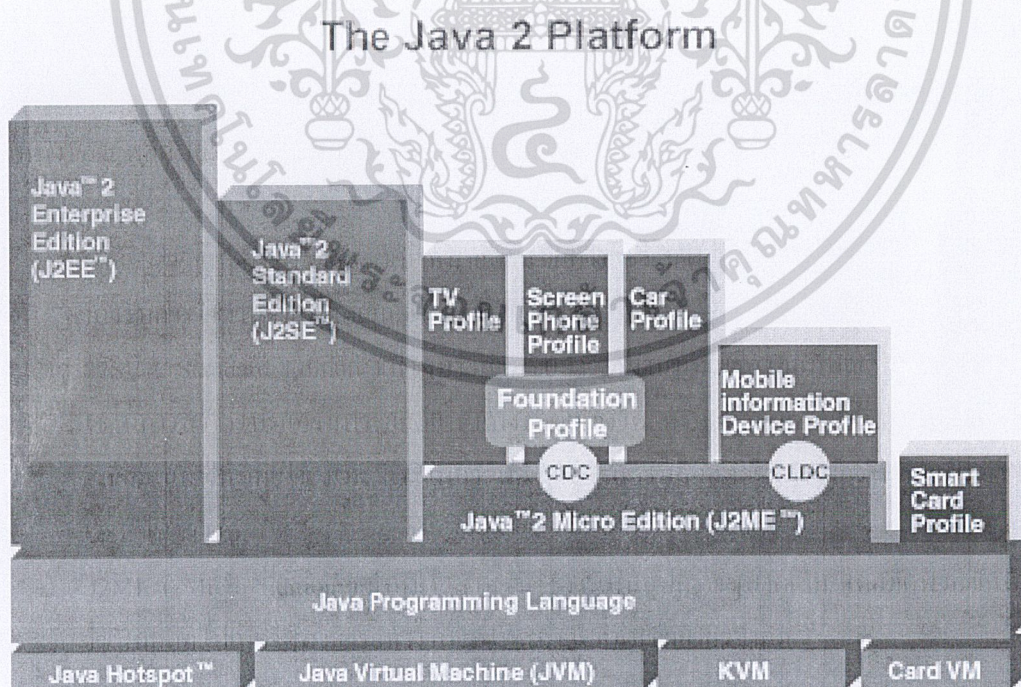 The Java 2 Platform
Java™ 2
Enterprise
Edition
(J2EE™)
Java™ 2
Standard
Edition
(J2SE™)
TV
Profile
Screen
Phone
Profile
Car
Profile
Foundation
Profile
Mobile
information
Device Profile
CDC
CLDC
Java™2 Micro Edition (J2ME™)
Smart
Card
Profile
Java Programming Language
Java Hotspot™
Java Virtual Machine (JVM)
KVM
Card VM